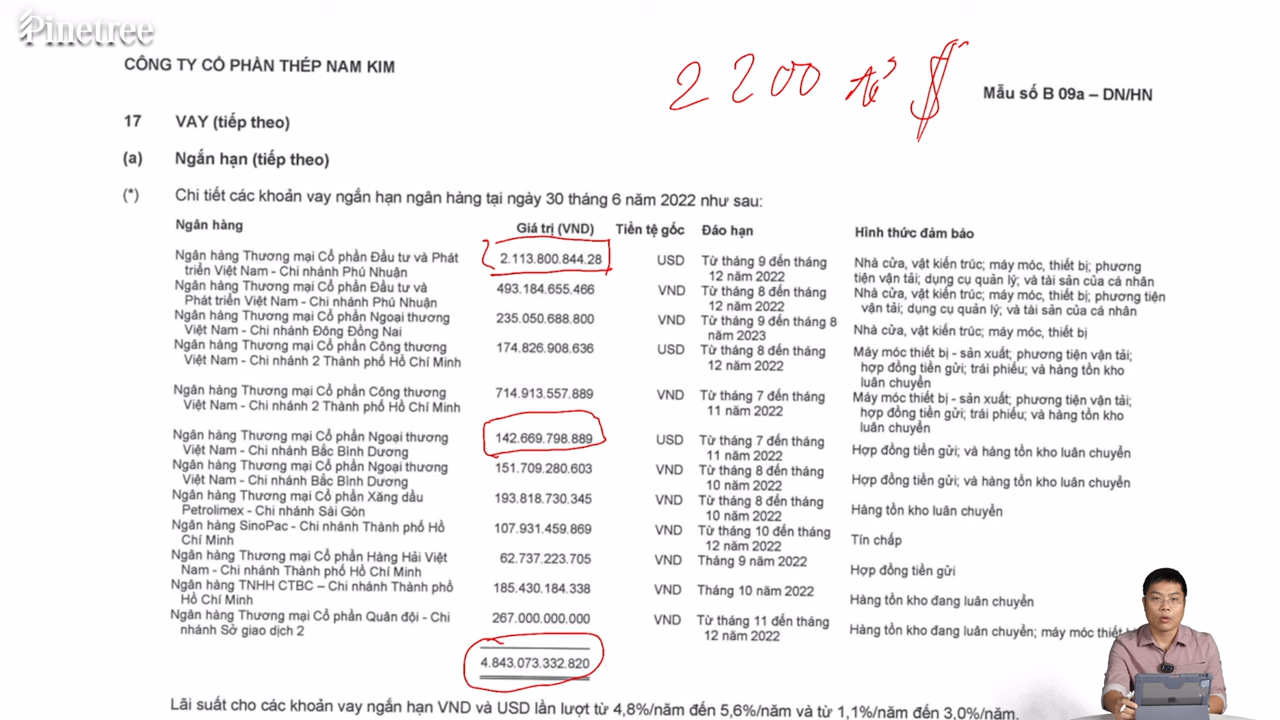 Pinetree
2200 tỷ $
CÔNG TY CỔ PHẦN THÉP NAM KIM
Mẫu số B 09a – DN/HN
17 VAY (tiếp theo)
(a) Ngắn hạn (tiếp theo)
(*) Chi tiết các khoản vay ngắn hạn ngân hàng tại ngày 30 tháng 6 năm 2022 như sau:
Ngân hàng Giá trị (VND) Tiền tệ gốc Đáo hạn Hình thức đảm bảo
Ngân hàng Thương mại Cổ phần Đầu tư và Phát 2.113.800.844.28 USD Từ tháng 9 đến tháng Nhà cửa, vật kiến trúc; máy móc, thiết bị; phương
triển Việt Nam - Chi nhánh Phú Nhuận 12 năm 2022 tiện vận tải; dụng cụ quản lý; và tài sản của cá nhân
Ngân hàng Thương mại Cổ phần Đầu tư và 493.184.655.466 VND Từ tháng 8 đến tháng Nhà cửa, vật kiến trúc; máy móc, thiết bị; phương tiện
Phát triển Việt Nam - Chi nhánh Phú Nhuận 12 năm 2022 vận tải; dụng cụ quản lý; và tài sản của cá nhân
Ngân hàng Thương mại Cổ phần Ngoại thương 235.050.688.800 VND Từ tháng 9 đến tháng 8 Nhà cửa, vật kiến trúc; máy móc, thiết bị
Việt Nam - Chi nhánh Đông Đồng Nai năm 2023
Ngân hàng Thương mại Cổ phần Công thương 174.826.908.636 USD Từ tháng 8 đến tháng Máy móc thiết bị - sản xuất; phương tiện vận tải;
Việt Nam - Chi nhánh 2 Thành phố Hồ Chí Minh 12 năm 2022 hợp đồng tiền gửi; trái phiếu; và hàng tồn kho
luân chuyển
Ngân hàng Thương mại Cổ phần Công thương 714.913.557.889 VND Từ tháng 7 đến tháng Máy móc thiết bị - sản xuất; phương tiện vận tải;
Việt Nam - Chi nhánh 2 Thành phố Hồ Chí Minh 11 năm 2022 hợp đồng tiền gửi; trái phiếu; và hàng tồn kho
luân chuyển
Ngân hàng Thương mại Cổ phần Ngoại thương 142.669.798.889 USD Từ tháng 7 đến tháng Hợp đồng tiền gửi; và hàng tồn kho luân chuyển
Việt Nam - Chi nhánh Bắc Bình Dương 11 năm 2022
Ngân hàng Thương mại Cổ phần Ngoại thương 151.709.280.603 VND Từ tháng 8 đến tháng Hợp đồng tiền gửi; và hàng tồn kho luân chuyển
Việt Nam - Chi nhánh Bắc Bình Dương 10 năm 2022
Ngân hàng Thương mại Cổ phần Xăng dầu 193.818.730.345 VND Từ tháng 8 đến tháng Hàng tồn kho luân chuyển
Petrolimex - Chi nhánh Sài Gòn 10 năm 2022
Ngân hàng SinoPac - Chi nhánh Thành phố Hồ 107.931.459.869 VND Từ tháng 10 đến tháng Tín chấp
Chí Minh 12 năm 2022
Ngân hàng Thương mại Cổ phần Hàng Hải Việt 62.737.223.705 VND Tháng 9 năm 2022 Hợp đồng tiền gửi
Nam - Chi nhánh Thành phố Hồ Chí Minh
Ngân hàng TNHH CTBC – Chi nhánh Thành phố 185.430.184.338 VND Tháng 10 năm 2022 Hàng tồn kho đang luân chuyển
Hồ Chí Minh
Ngân hàng Thương mại Cổ phần Quân đội - Chi 267.000.000.000 VND Từ tháng 11 đến tháng Hàng tồn kho đang luân chuyển; máy móc thiết
nhánh Sở giao dịch 2 12 năm 2022
4.843.073.332.820
Lãi suất cho các khoản vay ngắn hạn VND và USD lần lượt từ 4,8%/năm đến 5,6%/năm và từ 1,1%/năm đến 3,0%/năm.